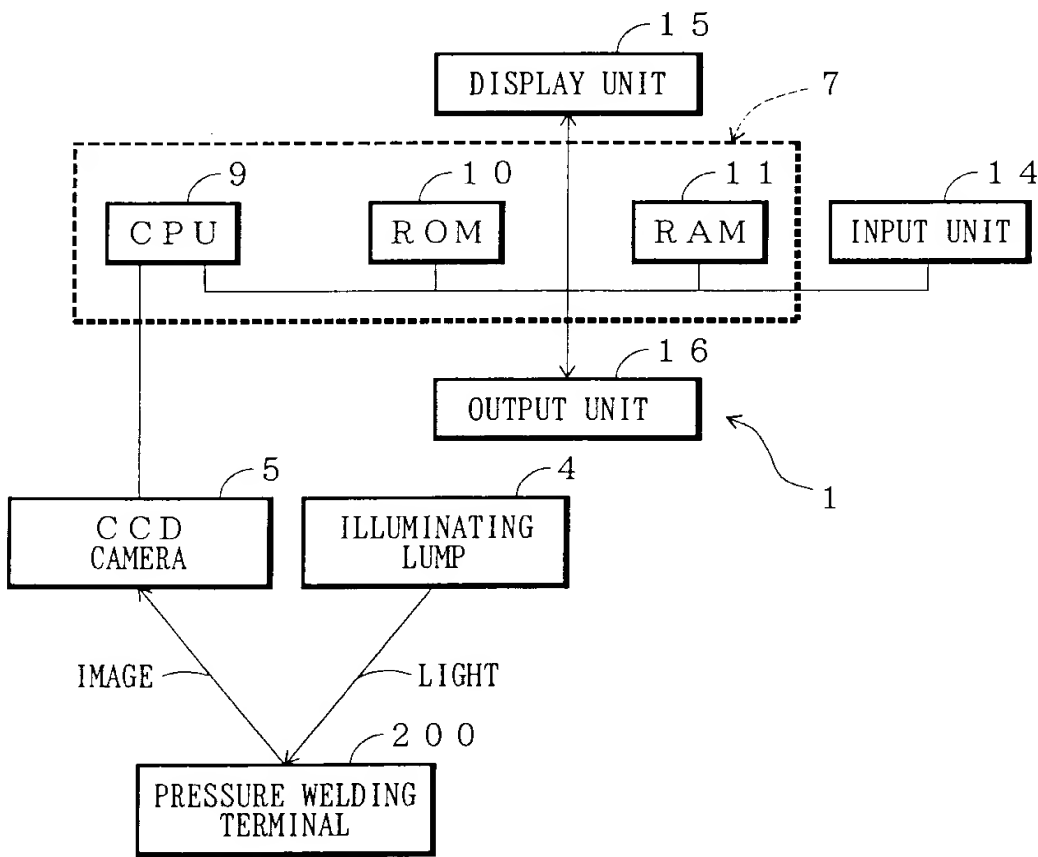 15
DISPLAY UNIT
7
9
10
11
14
CPU
ROM
RAM
INPUT UNIT
16
OUTPUT UNIT
1
5
4
CCD
CAMERA
ILLUMINATING
LUMP
IMAGE
LIGHT
200
PRESSURE WELDING
TERMINAL